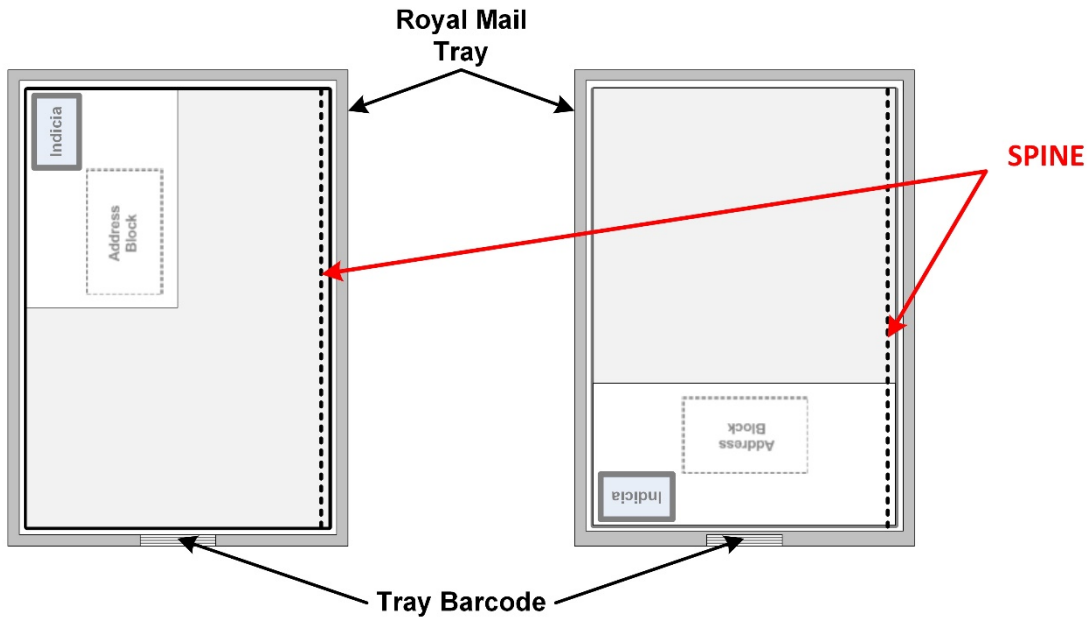 Royal Mail
Tray
Indicia
Address
Block
SPINE
Address
Block
Indicia
Tray Barcode